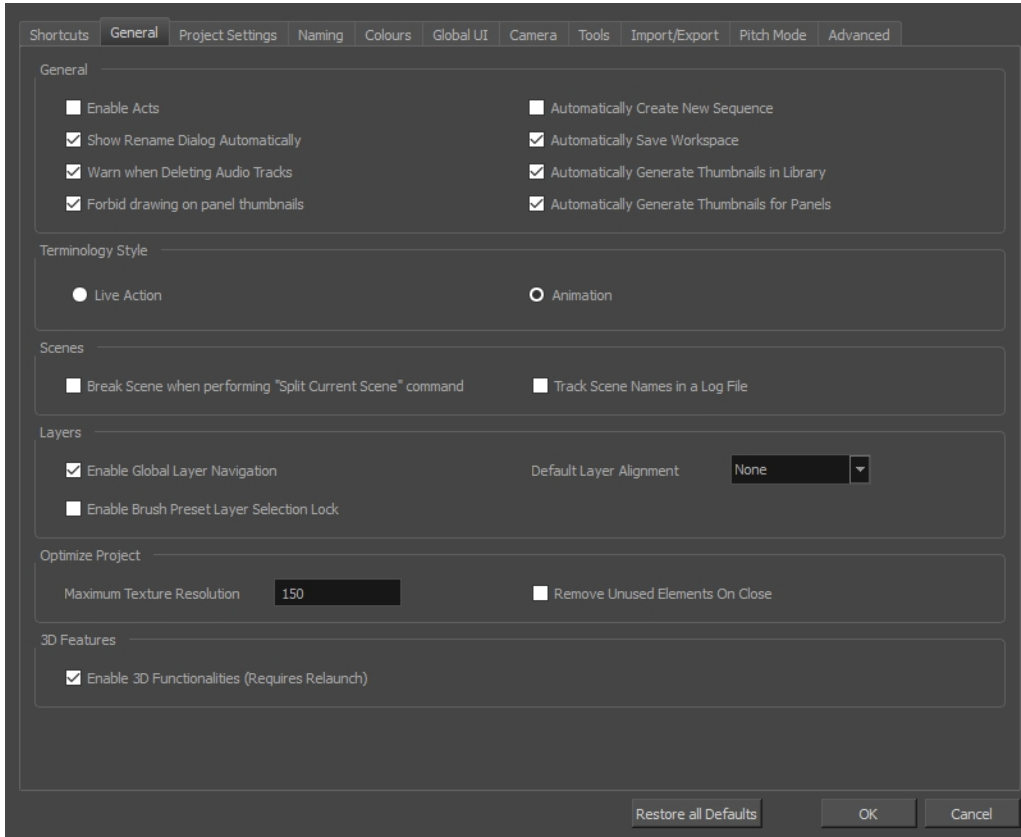 Shortcuts General Project Settings Naming Colours Global UI Camera Tools Import/Export Pitch Mode Advanced
General
Enable Acts Automatically Create New Sequence
Show Rename Dialog Automatically Automatically Save Workspace
Warn when Deleting Audio Tracks Automatically Generate Thumbnails in Library
Forbid drawing on panel thumbnails Automatically Generate Thumbnails for Panels
Terminology Style
Live Action Animation
Scenes
Break Scene when performing "Split Current Scene" command Track Scene Names in a Log File
Layers
Enable Global Layer Navigation Default Layer Alignment None
Enable Brush Preset Layer Selection Lock
Optimize Project
Maximum Texture Resolution 150 Remove Unused Elements On Close
3D Features
Enable 3D Functionalities (Requires Relaunch)
Restore all Defaults OK Cancel